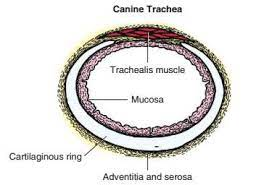 Canine Trachea
Trachealis muscle
Mucosa
Cartilaginous ring
Adventitia and serosa